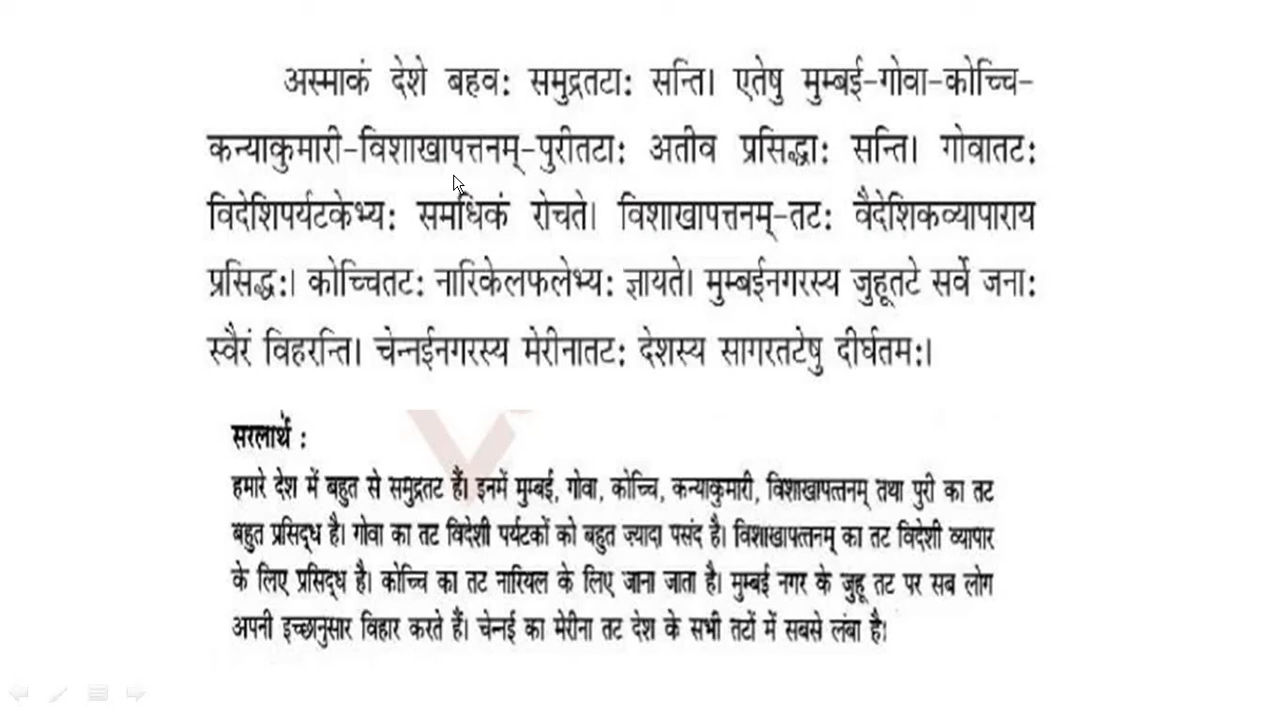 अस्माकं देशे बहवः समुद्रतटाः सन्ति। एतेषु मुम्बई-गोवा-कोच्चि-
कन्याकुमारी-विशाखापत्तनम्-पुरीतटाः अतीव प्रसिद्धाः सन्ति। गोवातटः
विदेशिपर्यटकेभ्यः समधिकं रोचते। विशाखापत्तनम्-तटः वैदेशिकव्यापाराय
प्रसिद्धः। कोच्चितटः नारिकेलफलेभ्यः ज्ञायते। मुम्बईनगरस्य जुहूतटे सर्वे जनाः
स्वैरं विहरन्ति। चेन्नईनगरस्य मेरीनातटः देशस्य सागरतटेषु दीर्घतमः।
सरलार्थ :
हमारे देश में बहुत से समुद्रतट हैं। इनमें मुम्बई, गोवा, कोच्चि, कन्याकुमारी, विशाखापत्तनम् तथा पुरी का तट
बहुत प्रसिद्ध है। गोवा का तट विदेशी पर्यटकों को बहुत ज़्यादा पसंद है। विशाखापत्तनम् का तट विदेशी व्यापार
के लिए प्रसिद्ध है। कोच्चि का तट नारियल के लिए जाना जाता है। मुम्बई नगर के जुहू तट पर सब लोग
अपनी इच्छानुसार विहार करते हैं। चेन्नई का मेरीना तट देश के सभी तटों में सबसे लंबा है।